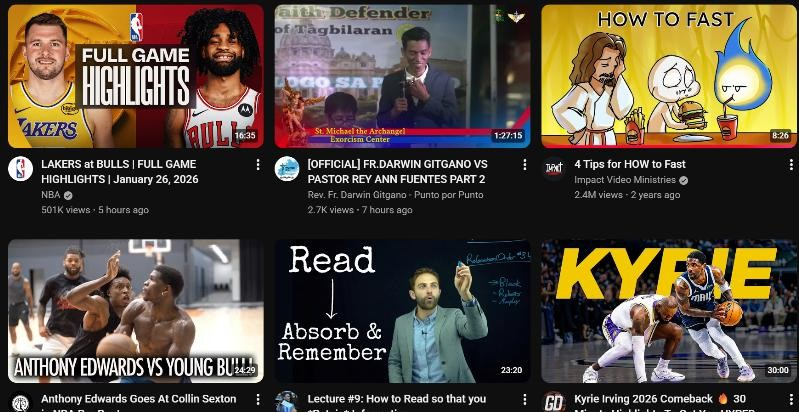 FULL GAME
HIGHLIGHTS
LAKERS
BULL
16:35
LAKERS at BULLS | FULL GAME
HIGHLIGHTS | January 26, 2026
NBA
501K views • 5 hours ago
Faith Defender
of Tagbilaran
St. Michael the Archangel
Exorcism Center
1:27:15
[OFFICIAL] FR.DARWIN GITGANO VS
PASTOR REY ANN FUENTES PART 2
Rev. Fr. Darwin Gitgano - Punto por Punto
2.7K views • 7 hours ago
HOW TO FAST
8:26
4 Tips for HOW to Fast
Impact Video Ministries
2.4M views • 2 years ago
ANTHONY EDWARDS VS YOUNG BULL
24:29
Anthony Edwards Goes At Collin Sexton
Read
Absorb &
Remember
23:20
Lecture #9: How to Read so that you
KYRIE
30:00
GD
Kyrie Irving 2026 Comeback 🔥 30